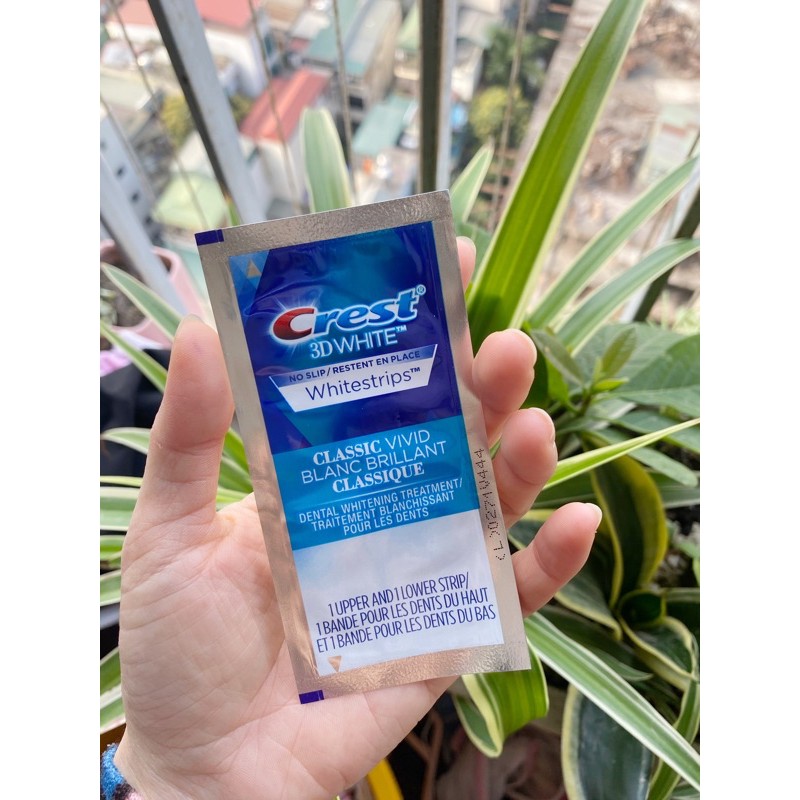 Crest®
3D WHITE™
NO SLIP/RESTENT EN PLACE
Whitestrips™
CLASSIC VIVID
BLANC BRILLANT
CLASSIQUE
DENTAL WHITENING TREATMENT/
TRAITEMENT BLANCHISSANT
POUR LES DENTS
1 UPPER AND 1 LOWER STRIP/
1 BANDE POUR LES DENTS DU HAUT
ET 1 BANDE POUR LES DENTS DU BAS